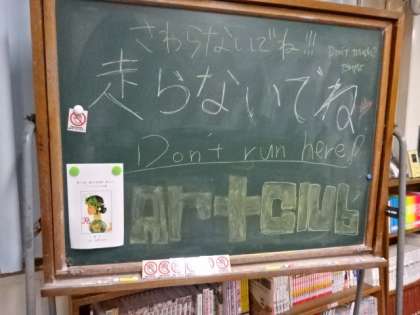 さわらないでね!!!
Don't touch!
走らないでね
Don't run here!
Art Club